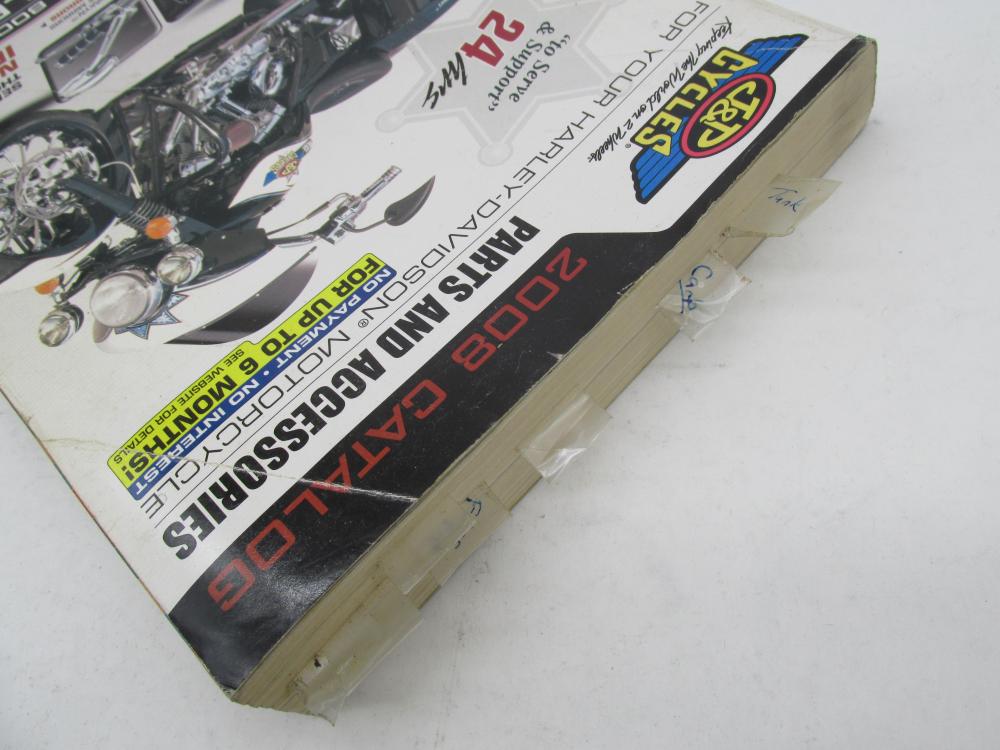 J&P
CYCLES
Keeping The World on 2 Wheels
®
"to Serve
& Support"
24 hrs
FOR YOUR HARLEY-DAVIDSON® MOTORCYCLE
PARTS AND ACCESSORIES
2008 CATALOG
NO PAYMENT • NO INTEREST
FOR UP TO 6 MONTHS!
SEE WEBSITE FOR DETAILS
Tank